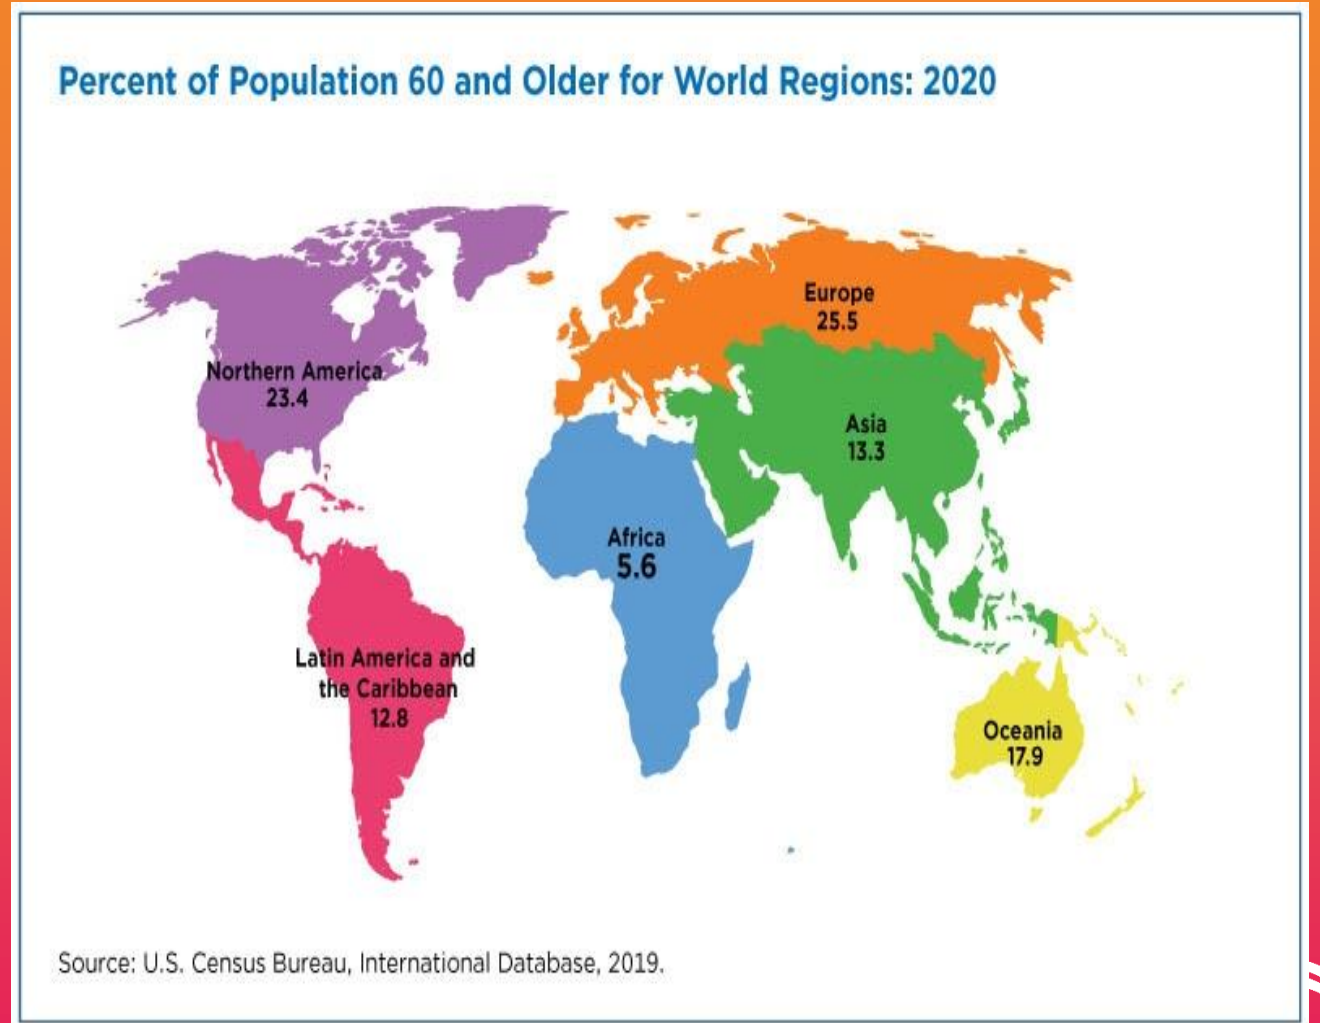 Percent of Population 60 and Older for World Regions: 2020
Europe
25.5
Northern America
23.4
Asia
13.3
Africa
5.6
Latin America and
the Caribbean
12.8
Oceania
17.9
Source: U.S. Census Bureau, International Database, 2019.